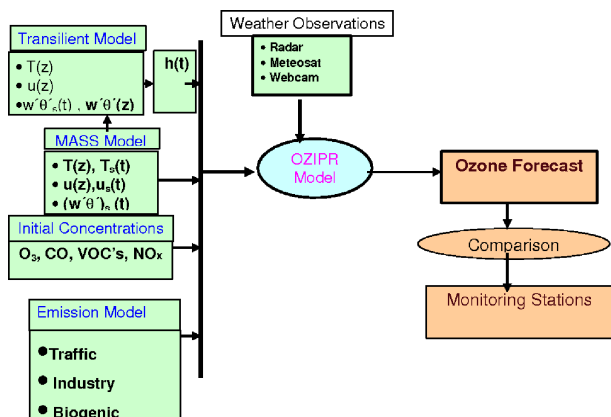 Transilient Model
• T(z)
• u(z)
•w´θ´s(t) , w´θ´(z)
h(t)
MASS Model
• T(z), Ts(t)
• u(z),us(t)
• (w´θ´)s (t)
Initial Concentrations
O3, CO, VOC's, NOx
Emission Model
●Traffic
● Industry
● Biogenic
Weather Observations
• Radar
• Meteosat
• Webcam
OZIPR
Model
Ozone Forecast
Comparison
Monitoring Stations